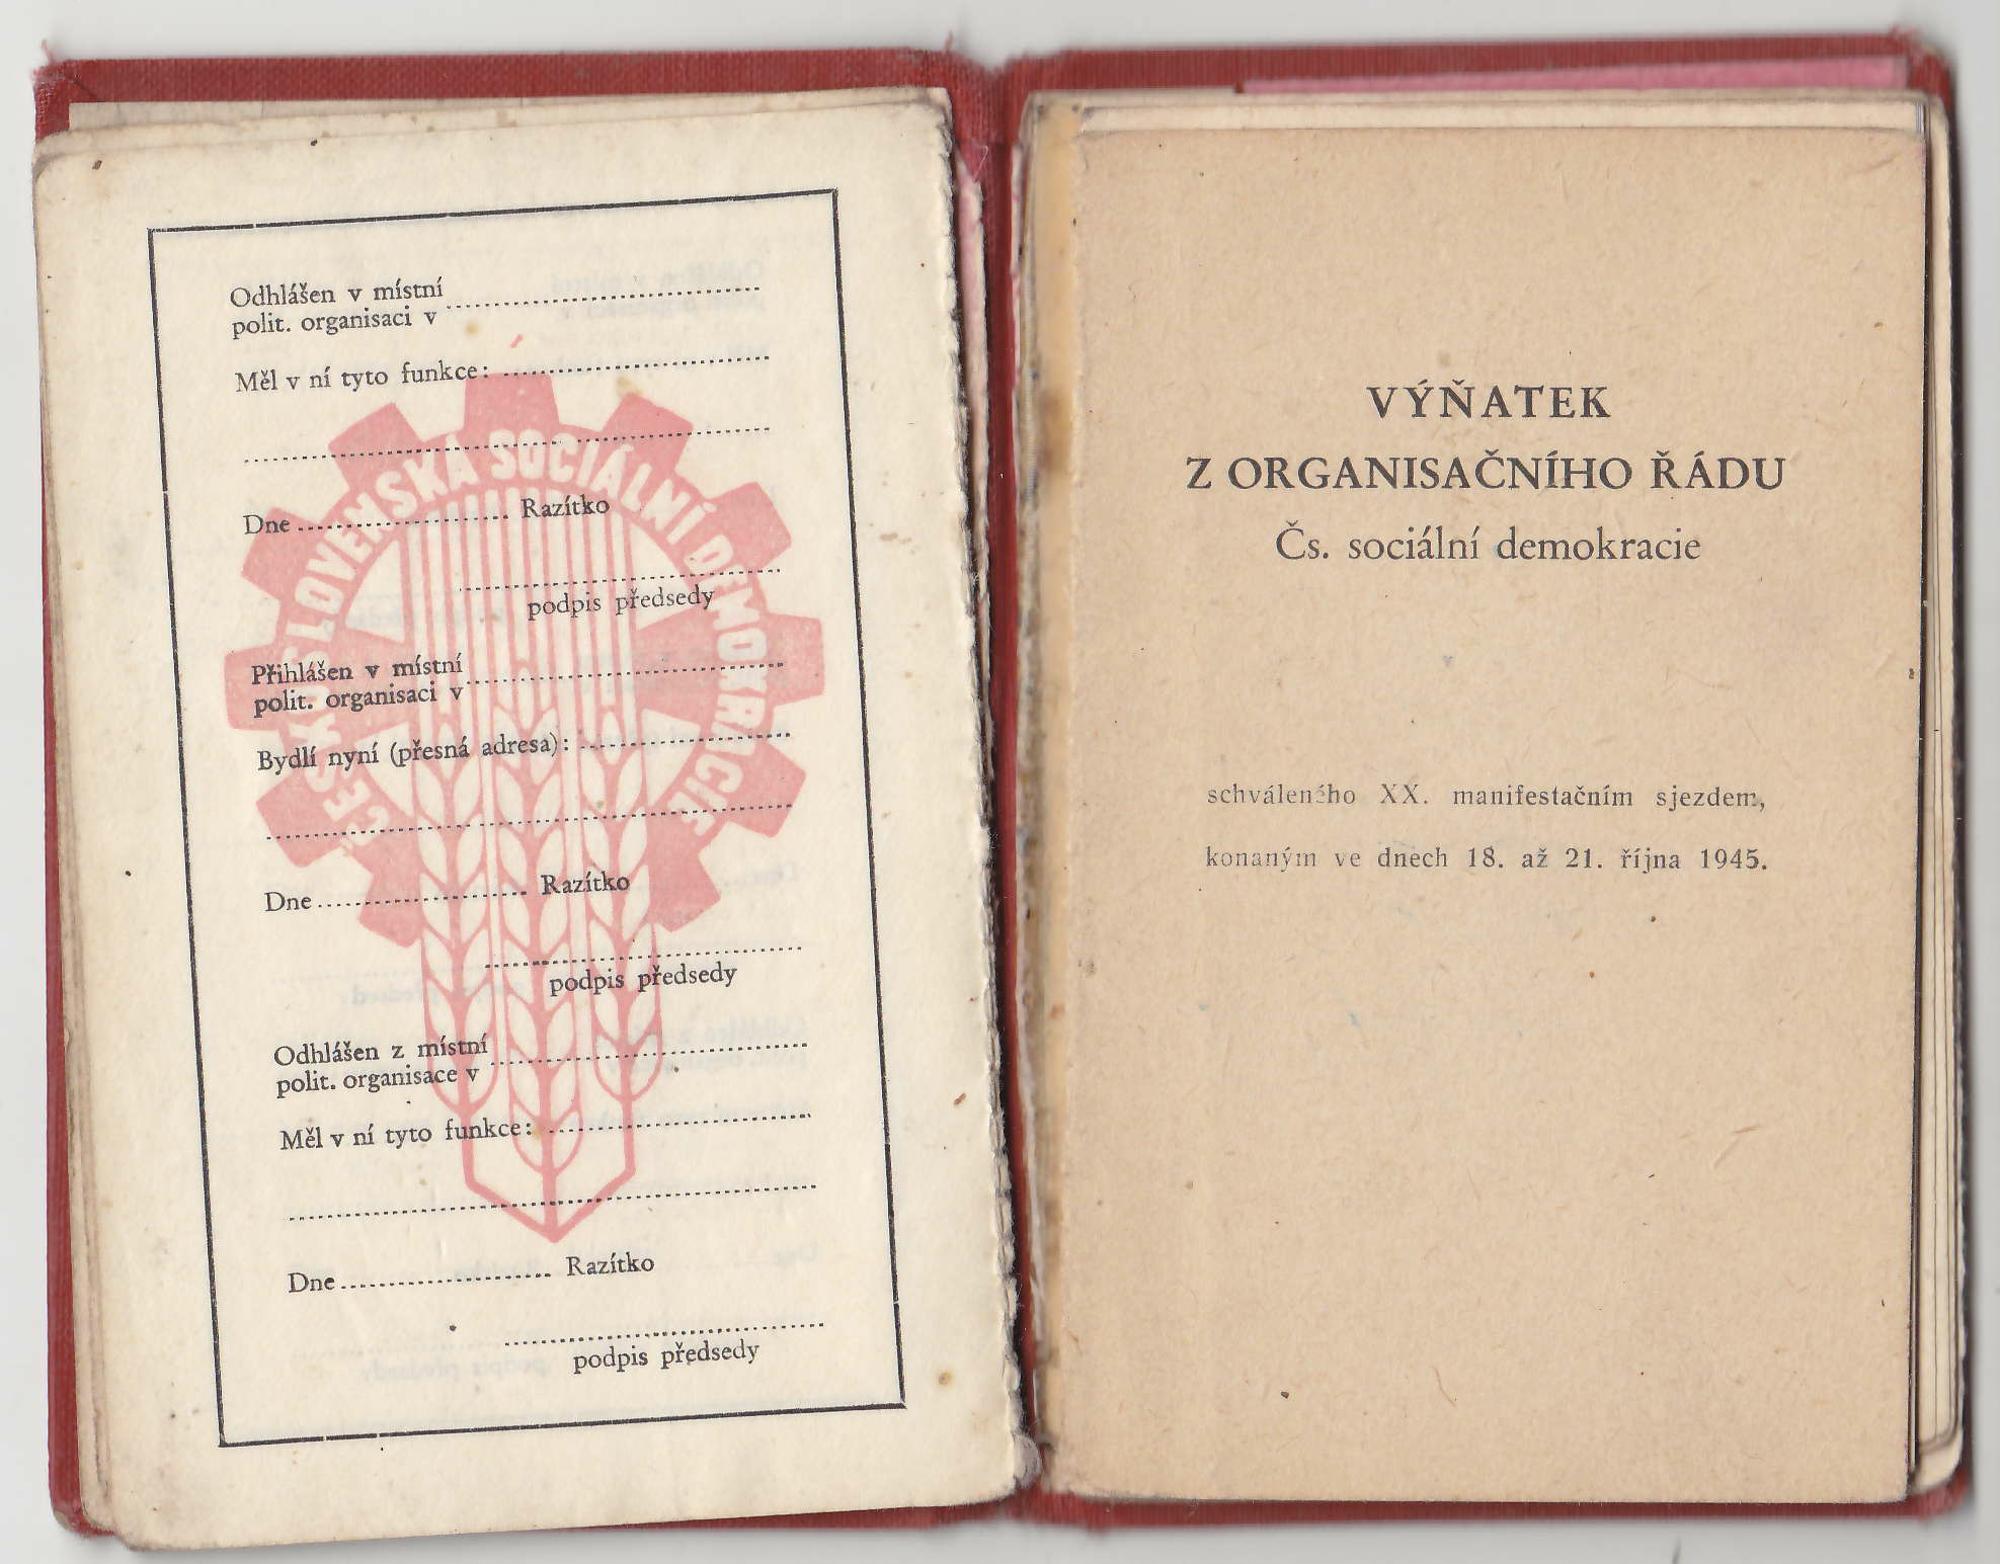 Odhlášen v místní
polit. organisaci v
Měl v ní tyto funkce:
Dne Razítko
podpis předsedy
Přihlášen v místní
polit. organisaci v
Bydlí nyní (přesná adresa):
Dne Razítko
podpis předsedy
Odhlášen z místní
polit. organisace v
Měl v ní tyto funkce:
Dne Razítko
podpis předsedy
ČESKOSLOVENSKÁ SOCIÁLNÍ DEMOKRACIE
VÝŇATEK
Z ORGANISAČNÍHO ŘÁDU
Čs. sociální demokracie
schváleného XX. manifestačním sjezdem,
konaným ve dnech 18. až 21. října 1945.